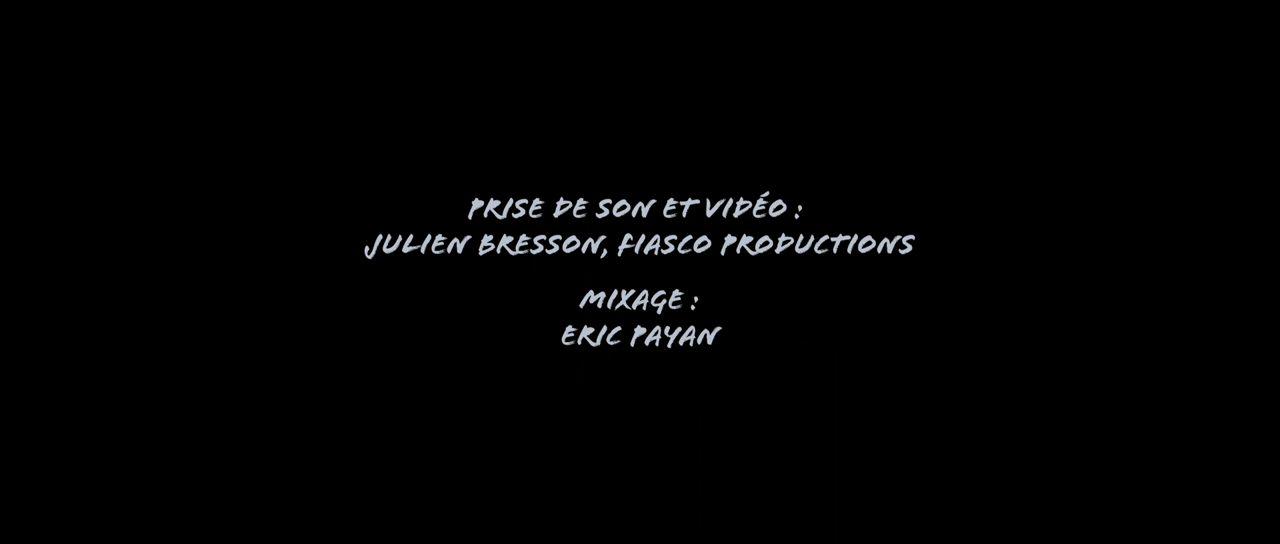 PRISE DE SON ET VIDÉO :
JULIEN BRESSON, FIASCO PRODUCTIONS
MIXAGE :
ERIC PAYAN